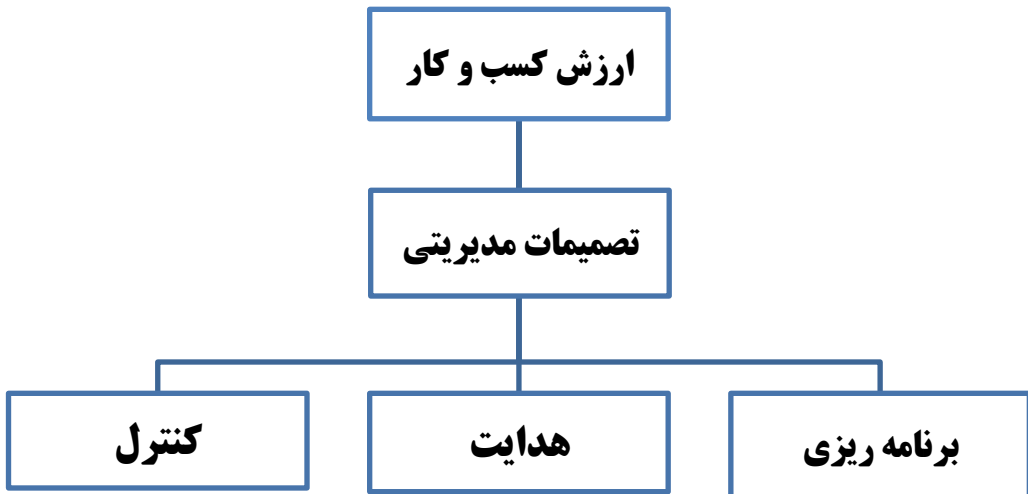 ارزش کسب و کار
تصمیمات مدیریتی
برنامه ریزی
هدایت
کنترل